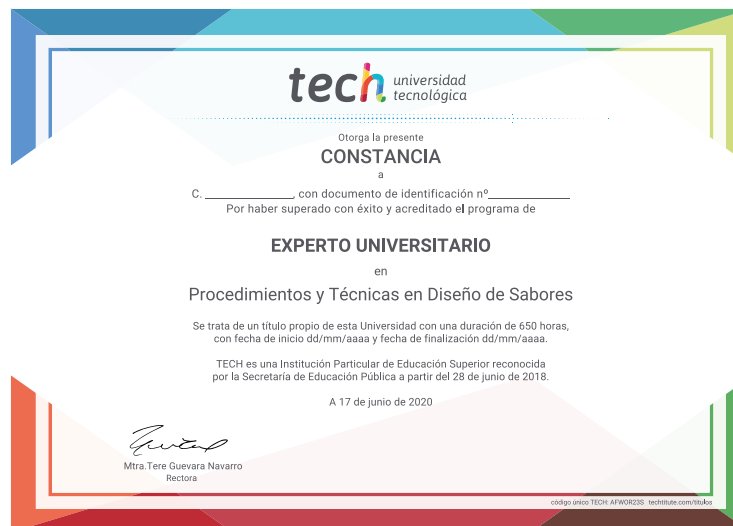 tech universidad
tecnológica
Otorga la presente
CONSTANCIA
a
C. ________________, con documento de identificación nº______________
Por haber superado con éxito y acreditado el programa de
EXPERTO UNIVERSITARIO
en
Procedimientos y Técnicas en Diseño de Sabores
Se trata de un título propio de esta Universidad con una duración de 650 horas,
con fecha de inicio dd/mm/aaaa y fecha de finalización dd/mm/aaaa.
TECH es una Institución Particular de Educación Superior reconocida
por la Secretaría de Educación Pública a partir del 28 de junio de 2018.
A 17 de junio de 2020
Mtra.Tere Guevara Navarro
Rectora
código único TECH: AFWOR23S techtitute.com/titulos